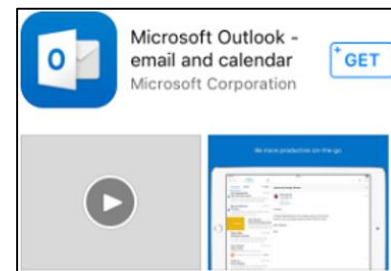 Microsoft Outlook -
email and calendar
Microsoft Corporation
+ GET
O
Be more productive on-the-go